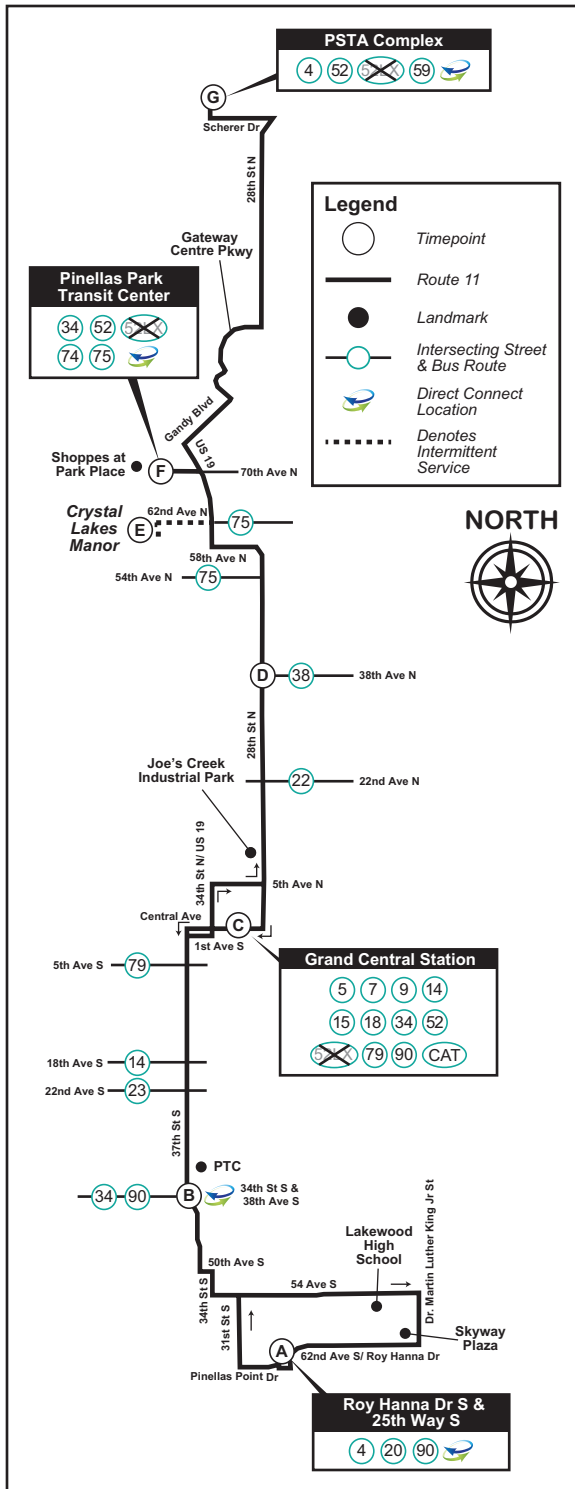 PSTA Complex
4 52 52LX 59
G
Scherer Dr
28th St N
Legend
Timepoint
Route 11
Landmark
Intersecting Street
& Bus Route
Direct Connect
Location
Denotes
Intermittent
Service
Gateway
Centre Pkwy
Pinellas Park
Transit Center
34 52 52LX
74 75
Gandy Blvd
US 19
Shoppes at
Park Place
F
70th Ave N
Crystal
Lakes
Manor
E
62nd Ave N
75
NORTH
58th Ave N
54th Ave N
75
D
38
38th Ave N
28th St N
Joe's Creek
Industrial Park
22
22nd Ave N
34th St N/ US 19
5th Ave N
Central Ave
C
1st Ave S
5th Ave S
79
Grand Central Station
5 7 9 14
15 18 34 52
52LX 79 90 CAT
18th Ave S
14
22nd Ave S
23
37th St S
PTC
34 90
B
34th St S &
38th Ave S
50th Ave S
34th St S
31st St S
54 Ave S
Dr. Martin Luther King Jr St
Lakewood
High
School
Skyway
Plaza
A
62nd Ave S/ Roy Hanna Dr
Pinellas Point Dr
Roy Hanna Dr S &
25th Way S
4 20 90